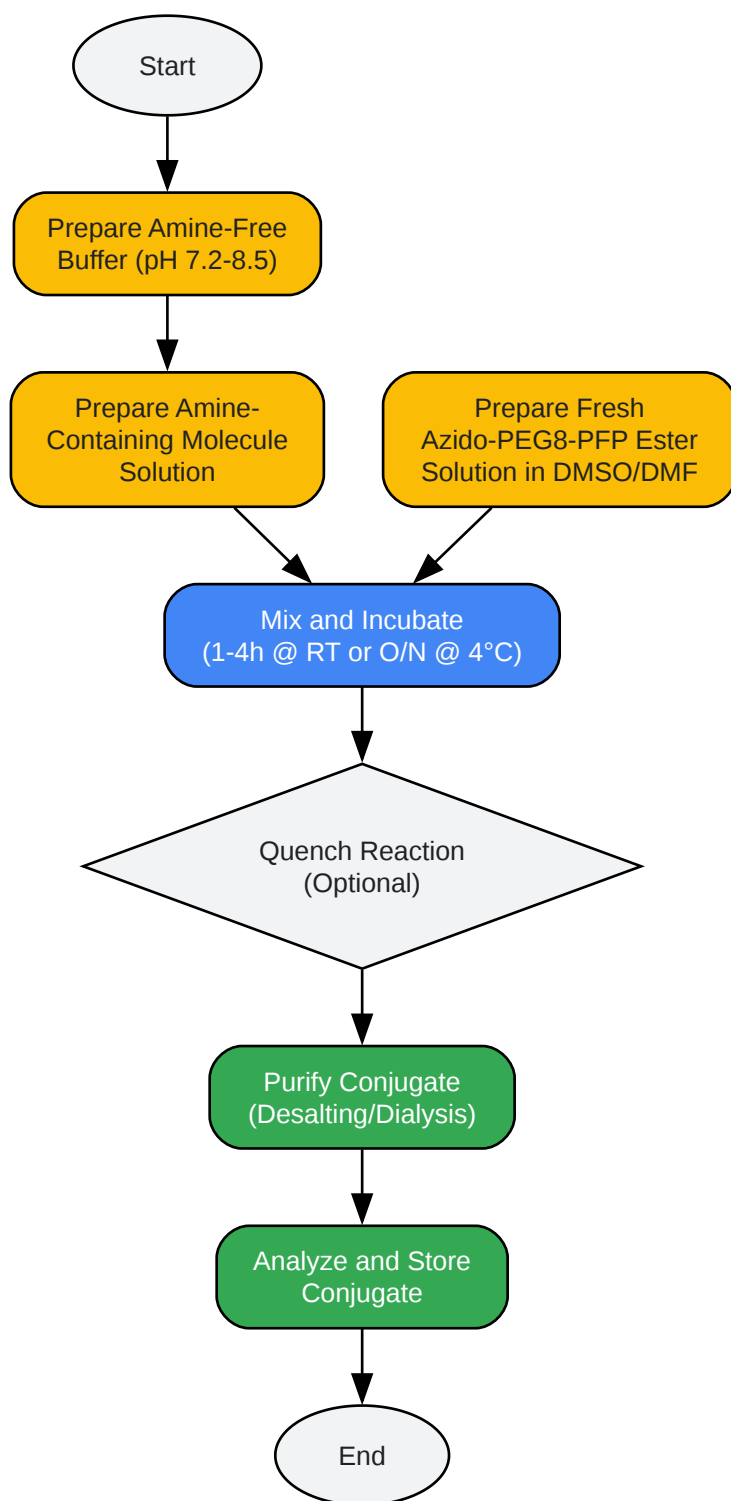 Start
Prepare Amine-Free
Buffer (pH 7.2-8.5)
Prepare Amine-
Containing Molecule
Solution
Prepare Fresh
Azido-PEG8-PFP Ester
Solution in DMSO/DMF
Mix and Incubate
(1-4h @ RT or O/N @ 4°C)
Quench Reaction
(Optional)
Purify Conjugate
(Desalting/Dialysis)
Analyze and Store
Conjugate
End